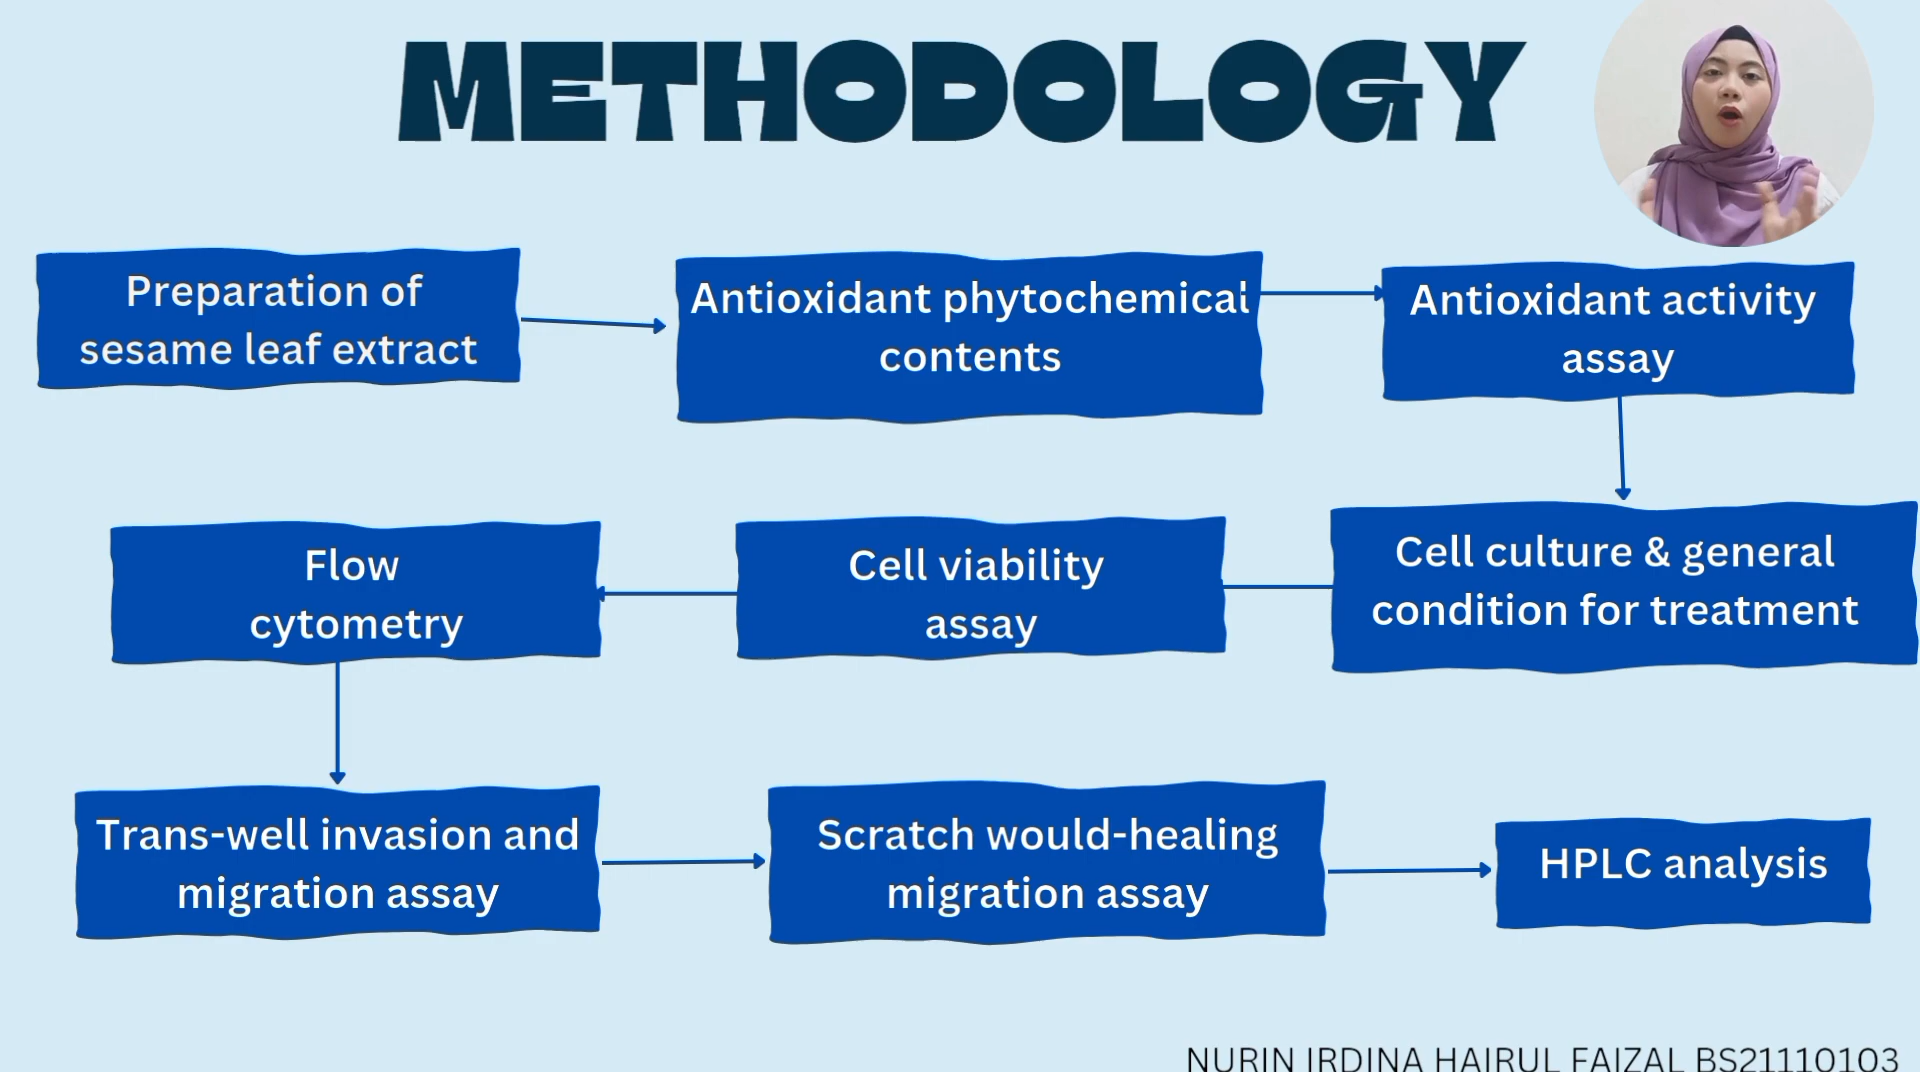 METHODOLOGY
Preparation of
sesame leaf extract
Antioxidant phytochemical
contents
Antioxidant activity
assay
Cell culture & general
condition for treatment
Cell viability
assay
Flow
cytometry
Trans-well invasion and
migration assay
Scratch would-healing
migration assay
HPLC analysis
NURIN IRDINA HAIRUL FAIZAL BS21110103